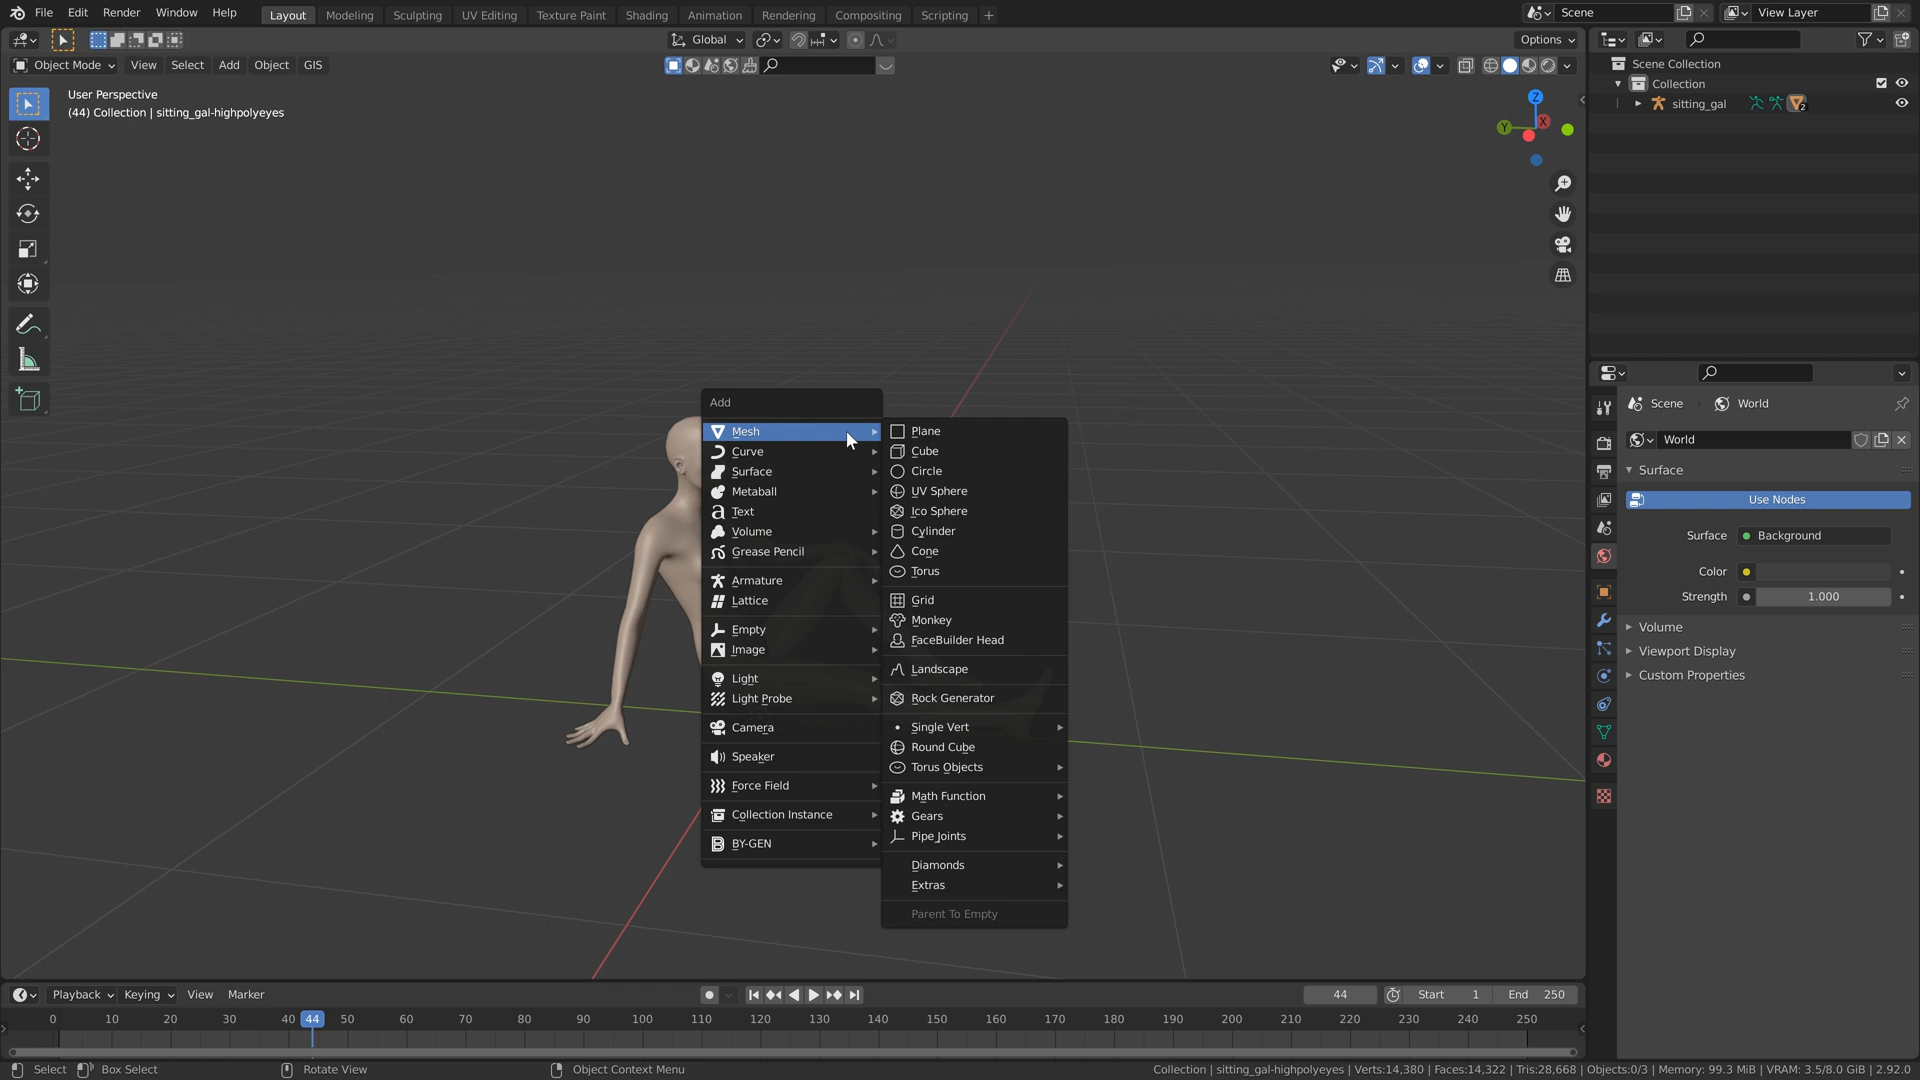 File Edit Render Window Help Layout Modeling Sculpting UV Editing Texture Paint Shading Animation Rendering Compositing Scripting + Scene View Layer
Global Options
Object Mode View Select Add Object GIS
User Perspective
(44) Collection | sitting_gal-highpolyeyes
Z
Y
X
Add
Mesh
Curve
Surface
Metaball
Text
Volume
Grease Pencil
Armature
Lattice
Empty
Image
Light
Light Probe
Camera
Speaker
Force Field
Collection Instance
BY-GEN
Plane
Cube
Circle
UV Sphere
Ico Sphere
Cylinder
Cone
Torus
Grid
Monkey
FaceBuilder Head
Landscape
Rock Generator
Single Vert
Round Cube
Torus Objects
Math Function
Gears
Pipe Joints
Diamonds
Extras
Parent To Empty
Scene Collection
Collection
sitting_gal 2
Scene World
World
Surface
Use Nodes
Surface Background
Color
Strength 1.000
Volume
Viewport Display
Custom Properties
Playback Keying View Marker 44 Start 1 End 250
0 10 20 30 40 44 50 60 70 80 90 100 110 120 130 140 150 160 170 180 190 200 210 220 230 240 250
Select Box Select Rotate View Object Context Menu Collection | sitting_gal-highpolyeyes | Verts:14,380 | Faces:14,322 | Tris:28,668 | Objects:0/3 | Memory: 99.3 MiB | VRAM: 3.5/8.0 GiB | 2.92.0